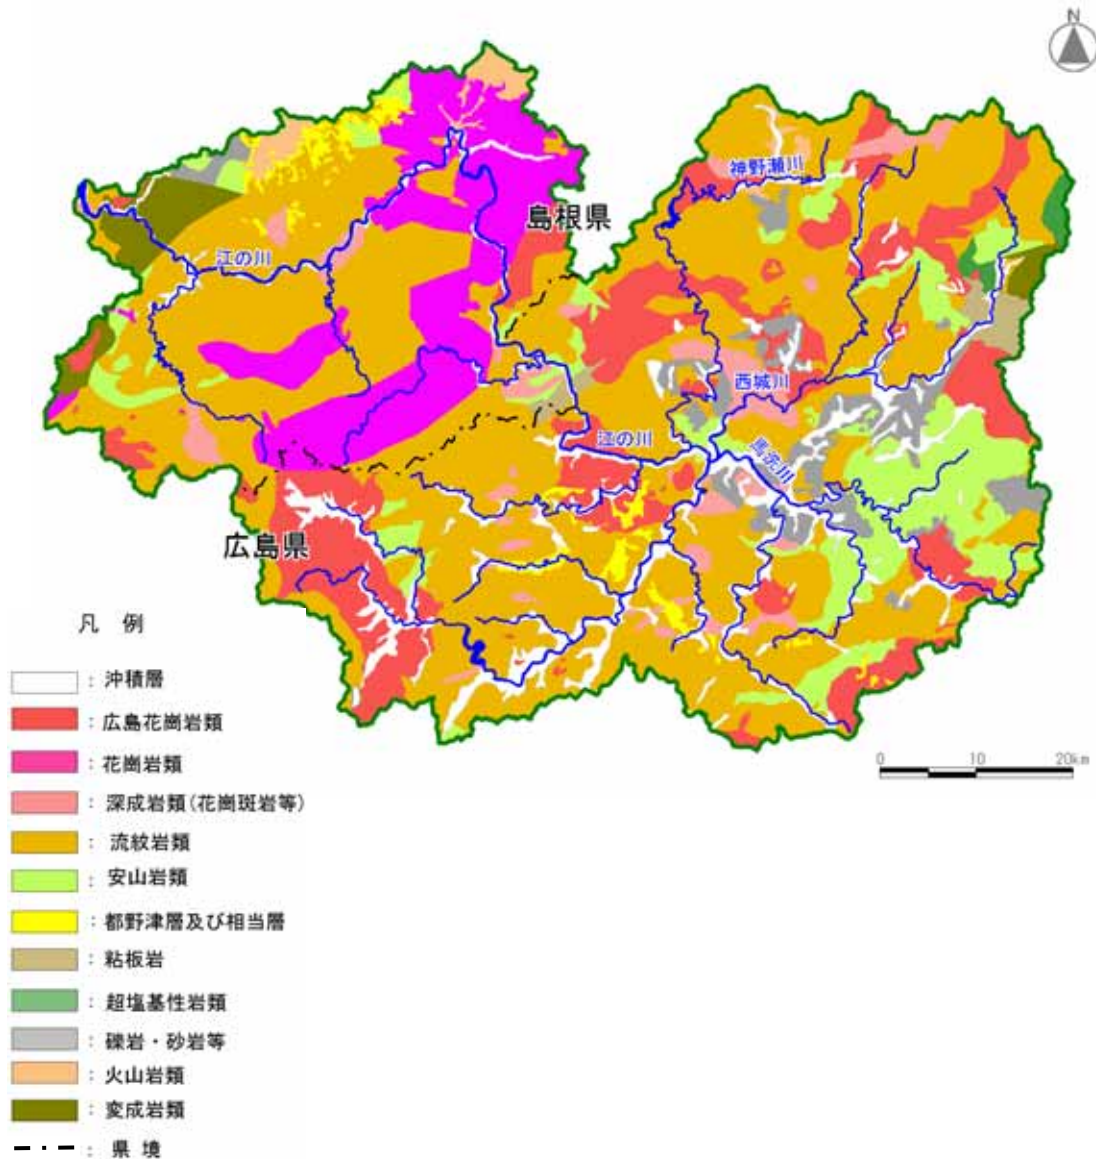 N
神野瀬川
島根県
江の川
西城川
江の川
馬洗川
広島県
0 10 20km
凡 例
: 沖積層
: 広島花崗岩類
: 花崗岩類
: 深成岩類(花崗斑岩等)
: 流紋岩類
: 安山岩類
: 都野津層及び相当層
: 粘板岩
: 超塩基性岩類
: 礫岩・砂岩等
: 火山岩類
: 変成岩類
: 県 境